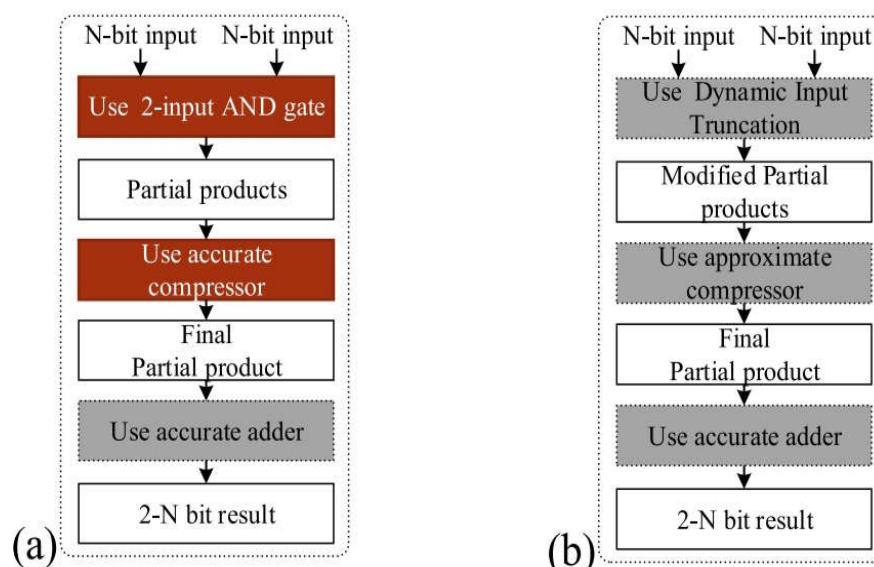 N-bit input N-bit input
Use 2-input AND gate
Partial products
Use accurate
compressor
Final
Partial product
Use accurate adder
2-N bit result
(a)
N-bit input N-bit input
Use Dynamic Input
Truncation
Modified Partial
products
Use approximate
compressor
Final
Partial product
Use accurate adder
2-N bit result
(b)